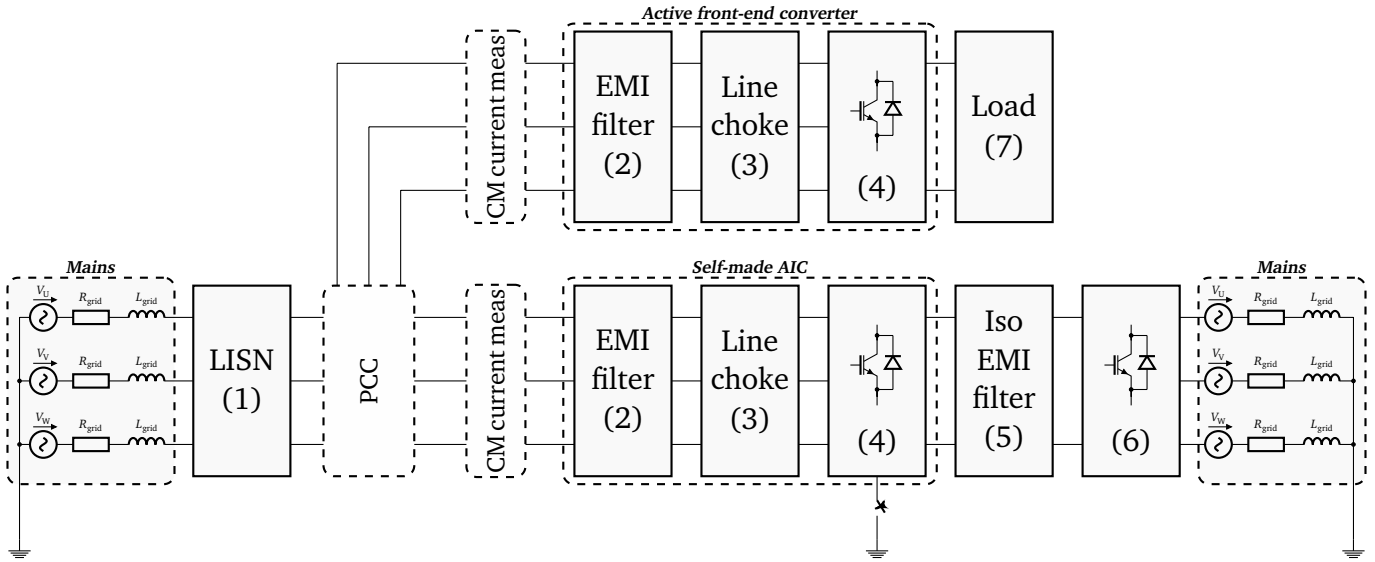 Active front-end converter
CM current meas
EMI
filter
(2)
Line
choke
(3)
(4)
Load
(7)
Mains
V_U
R_grid
L_grid
V_V
R_grid
L_grid
V_W
R_grid
L_grid
LISN
(1)
PCC
CM current meas
Self-made AIC
EMI
filter
(2)
Line
choke
(3)
(4)
Iso
EMI
filter
(5)
(6)
Mains
V_U
R_grid
L_grid
V_V
R_grid
L_grid
V_W
R_grid
L_grid